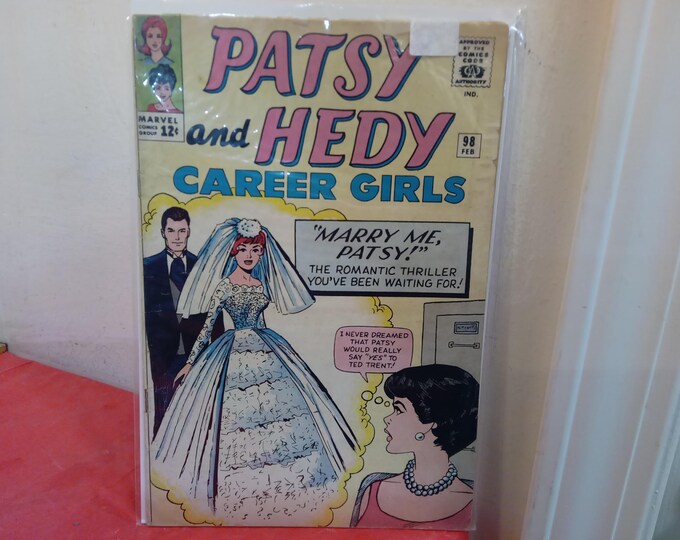 PATSY
and HEDY
CAREER GIRLS
MARVEL
COMICS
GROUP
12¢
APPROVED
BY THE
COMICS
CODE
CA
AUTHORITY
IND.
98
FEB
"MARRY ME,
PATSY!"
THE ROMANTIC THRILLER
YOU'VE BEEN WAITING FOR!
I NEVER DREAMED
THAT PATSY
WOULD REALLY
SAY "YES" TO
TED TRENT!